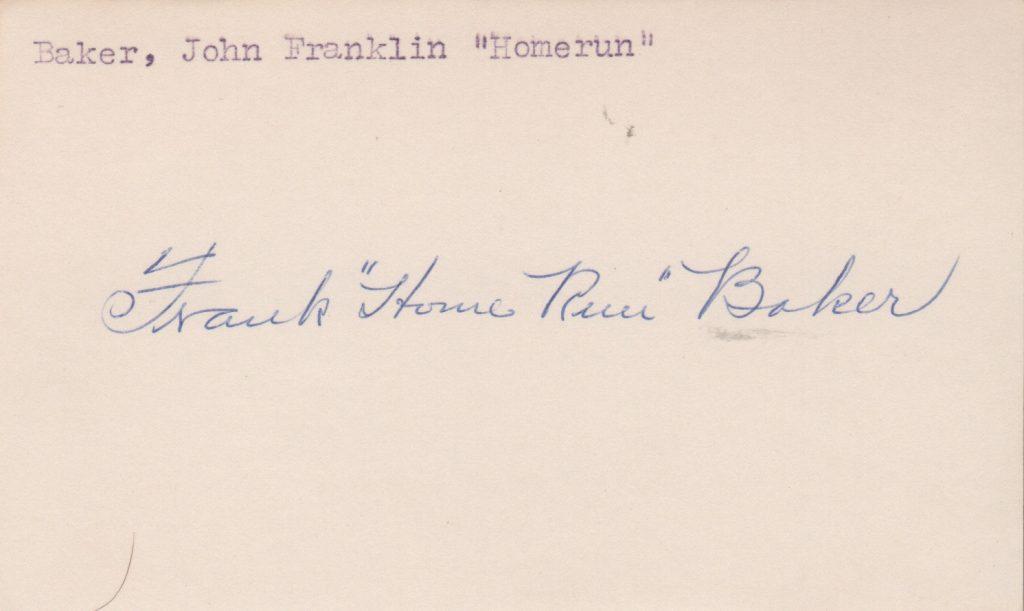 Baker, John Franklin "Homerun"
Frank "Home Run" Baker